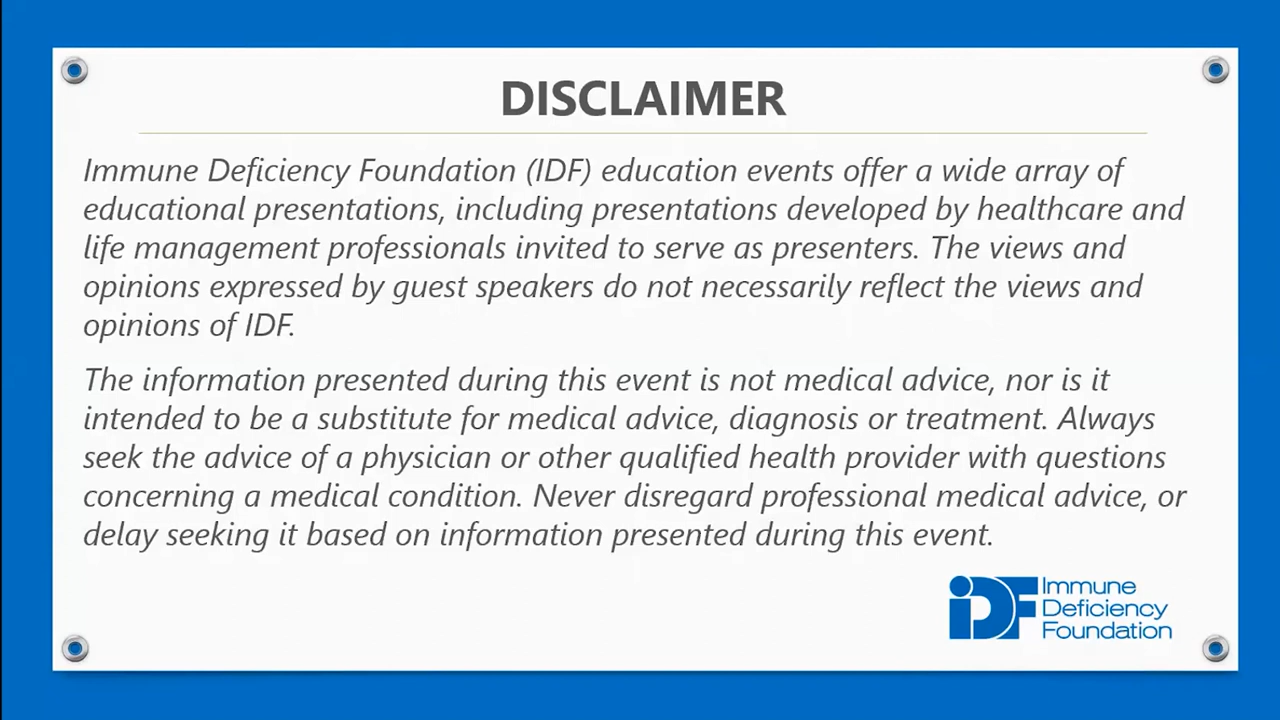 DISCLAIMER
Immune Deficiency Foundation (IDF) education events offer a wide array of
educational presentations, including presentations developed by healthcare and
life management professionals invited to serve as presenters. The views and
opinions expressed by guest speakers do not necessarily reflect the views and
opinions of IDF.
The information presented during this event is not medical advice, nor is it
intended to be a substitute for medical advice, diagnosis or treatment. Always
seek the advice of a physician or other qualified health provider with questions
concerning a medical condition. Never disregard professional medical advice, or
delay seeking it based on information presented during this event.
iDF Immune
Deficiency
Foundation